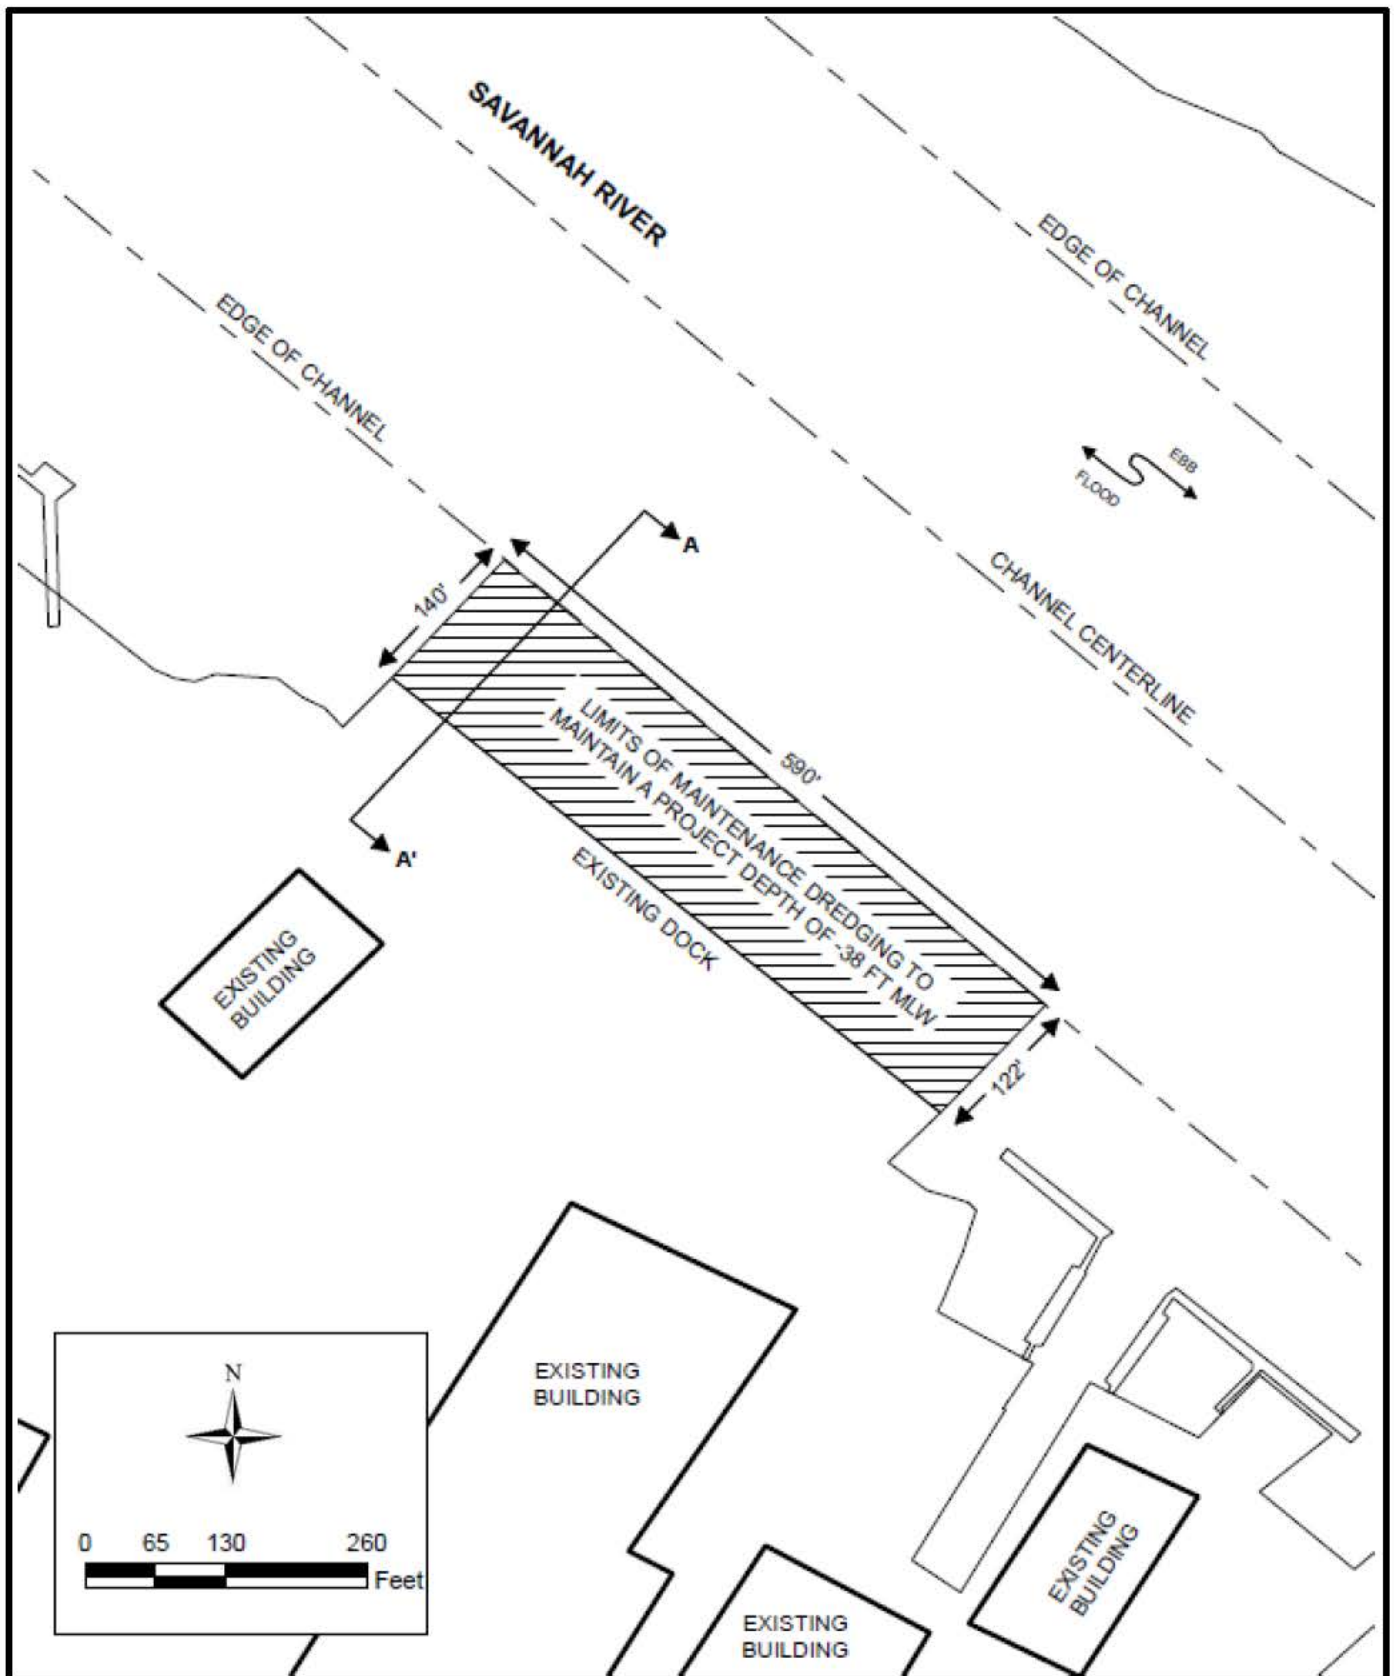 SAVANNAH RIVER
EDGE OF CHANNEL
EDGE OF CHANNEL
EBB
FLOOD
A
CHANNEL CENTERLINE
140'
590'
LIMITS OF MAINTENANCE DREDGING TO
MAINTAIN A PROJECT DEPTH OF -38 FT MLW
A'
EXISTING DOCK
EXISTING
BUILDING
122'
EXISTING
BUILDING
N
0 65 130 260
Feet
EXISTING
BUILDING
EXISTING
BUILDING